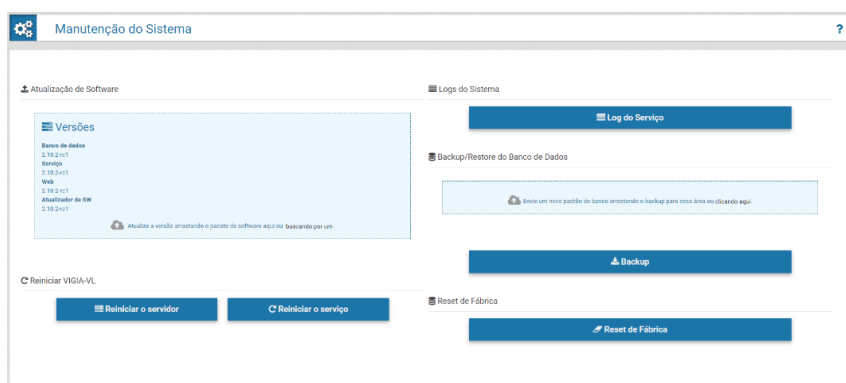 Manutenção do Sistema
?
Atualização de Software
Versões
Banco de dados
2.10.2-rc1
Serviço
2.10.2-rc1
Web
2.10.2-rc1
Atualizador de SW
2.10.2-rc1
Atualize a versão arrastando o pacote de software aqui ou buscando por um.
Reiniciar VIGIA-VL
Reiniciar o servidor
Reiniciar o serviço
Logs do Sistema
Log do Serviço
Backup/Restore do Banco de Dados
Envie um novo padrão de banco arrastando o backup para essa área ou clicando aqui.
Backup
Reset de Fábrica
Reset de Fábrica